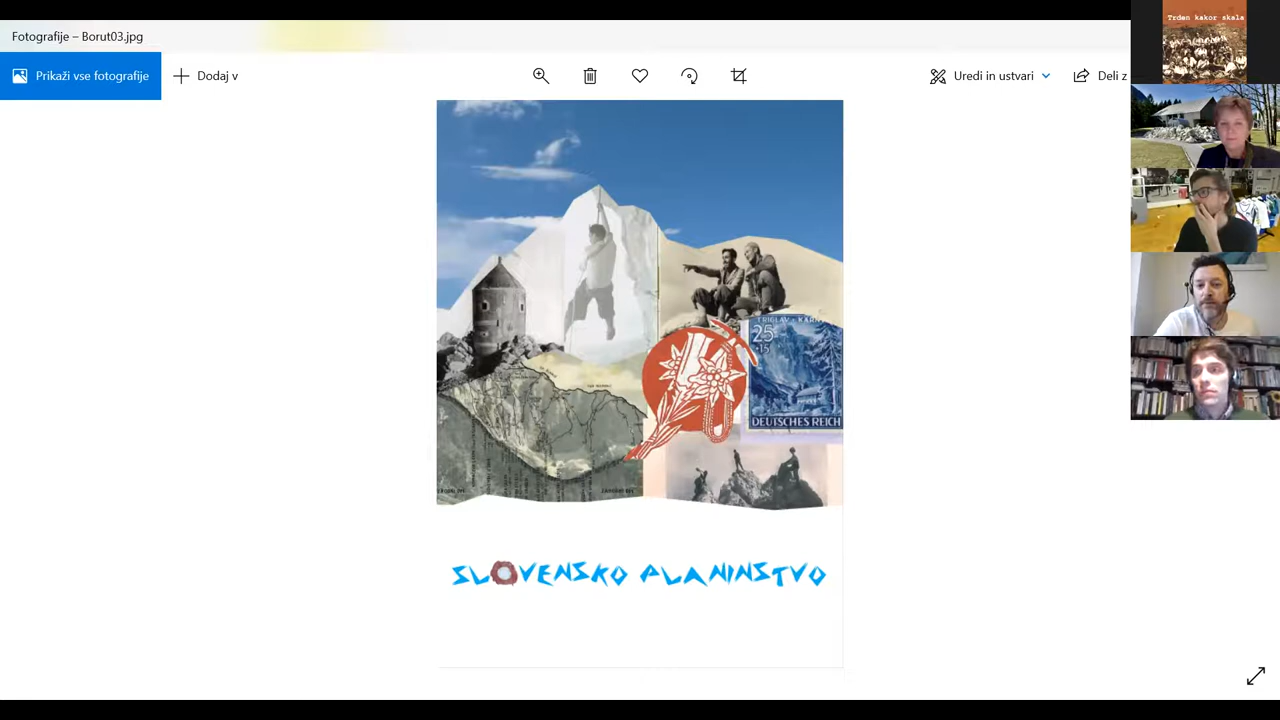 Fotografije – Borut03.jpg
Prikaži vse fotografije
Dodaj v
Uredi in ustvari
Deli z
Trden kakor skala
TRIGLAV • KARN
25
+15
DEUTSCHES REICH
SLOVENSKO PLANINSTVO